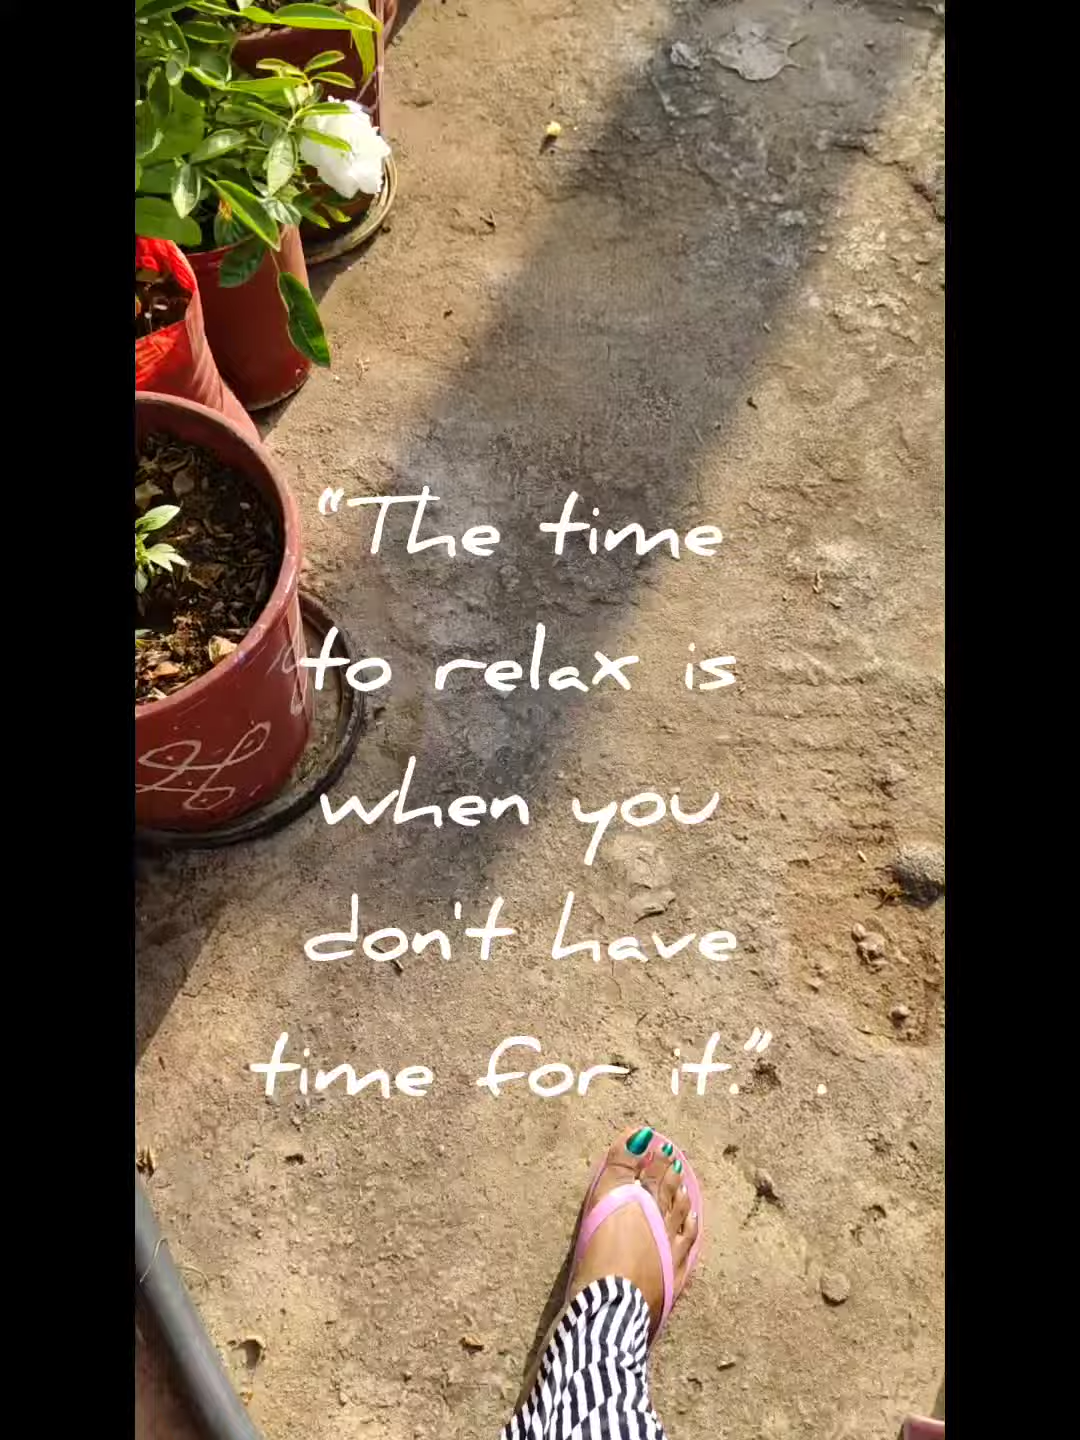 “The time
to relax is
when you
don't have
time for it.” .